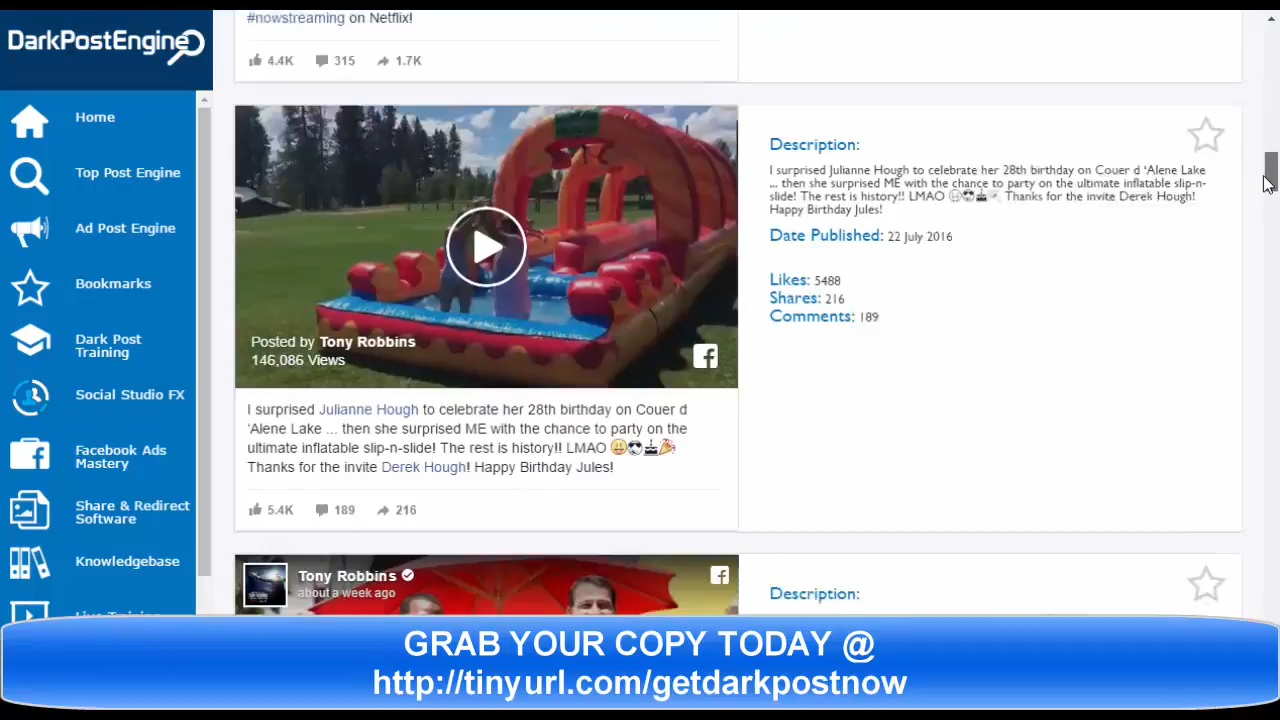 #nowstreaming on Netflix!
DarkPostEngine
4.4K 315 1.7K
Home
Top Post Engine
Ad Post Engine
Bookmarks
Dark Post
Training
Social Studio FX
Facebook Ads
Mastery
Share & Redirect
Software
Knowledgebase
Posted by Tony Robbins
146,086 Views
I surprised Julianne Hough to celebrate her 28th birthday on Couer d
'Alene Lake ... then she surprised ME with the chance to party on the
ultimate inflatable slip-n-slide! The rest is history!! LMAO 😀😎🎂🎉
Thanks for the invite Derek Hough! Happy Birthday Jules!
5.4K 189 216
Description:
I surprised Julianne Hough to celebrate her 28th birthday on Couer d 'Alene Lake
... then she surprised ME with the chance to party on the ultimate inflatable slip-n-
slide! The rest is history!! LMAO 😀😎🎂🎉 Thanks for the invite Derek Hough!
Happy Birthday Jules!
Date Published: 22 July 2016
Likes: 5488
Shares: 216
Comments: 189
Tony Robbins
about a week ago
Description:
GRAB YOUR COPY TODAY @
http://tinyurl.com/getdarkpostnow